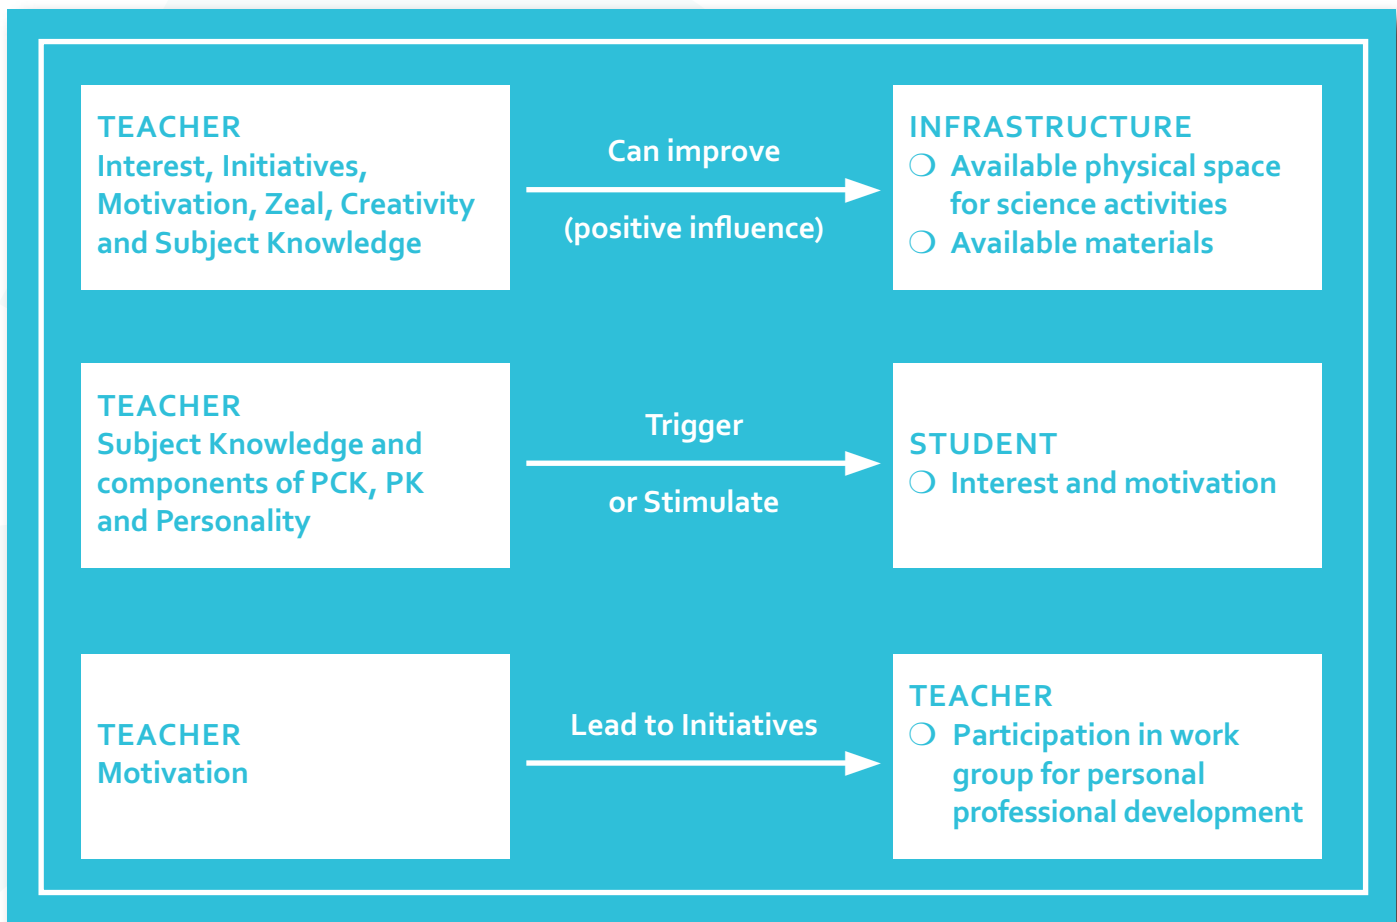 TEACHER
Interest, Initiatives,
Motivation, Zeal, Creativity
and Subject Knowledge
Can improve
(positive influence)
INFRASTRUCTURE
❍ Available physical space
for science activities
❍ Available materials
TEACHER
Subject Knowledge and
components of PCK, PK
and Personality
Trigger
or Stimulate
STUDENT
❍ Interest and motivation
TEACHER
Motivation
Lead to Initiatives
TEACHER
❍ Participation in work
group for personal
professional development